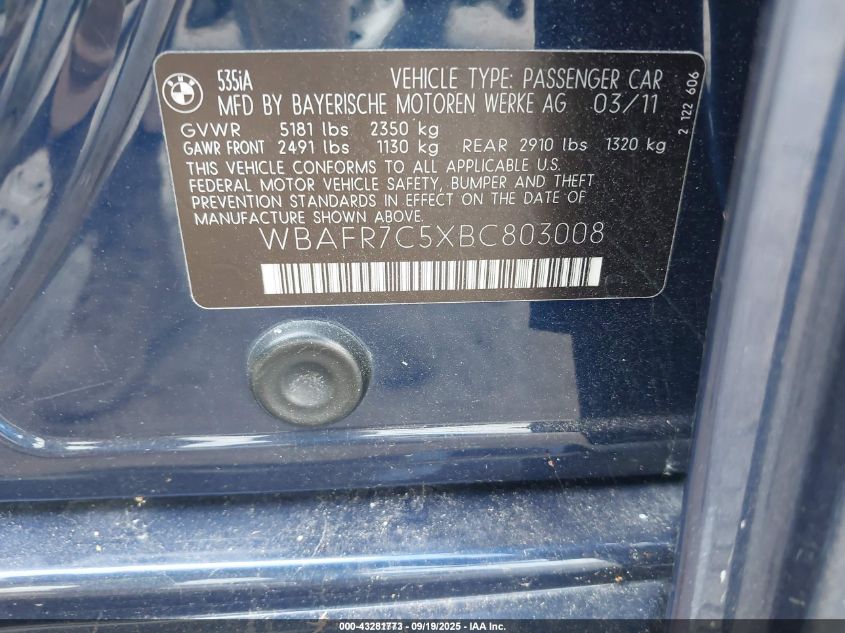 BMW
535iA VEHICLE TYPE: PASSENGER CAR
MFD BY BAYERISCHE MOTOREN WERKE AG 03/11
GVWR 5181 lbs 2350 kg
GAWR FRONT 2491 lbs 1130 kg REAR 2910 lbs 1320 kg
THIS VEHICLE CONFORMS TO ALL APPLICABLE U.S.
FEDERAL MOTOR VEHICLE SAFETY, BUMPER AND THEFT
PREVENTION STANDARDS IN EFFECT ON THE DATE OF
MANUFACTURE SHOWN ABOVE.
WBAFR7C5XBC803008
2 122 606
000-43281773 - 09/19/2025 - IAA Inc.